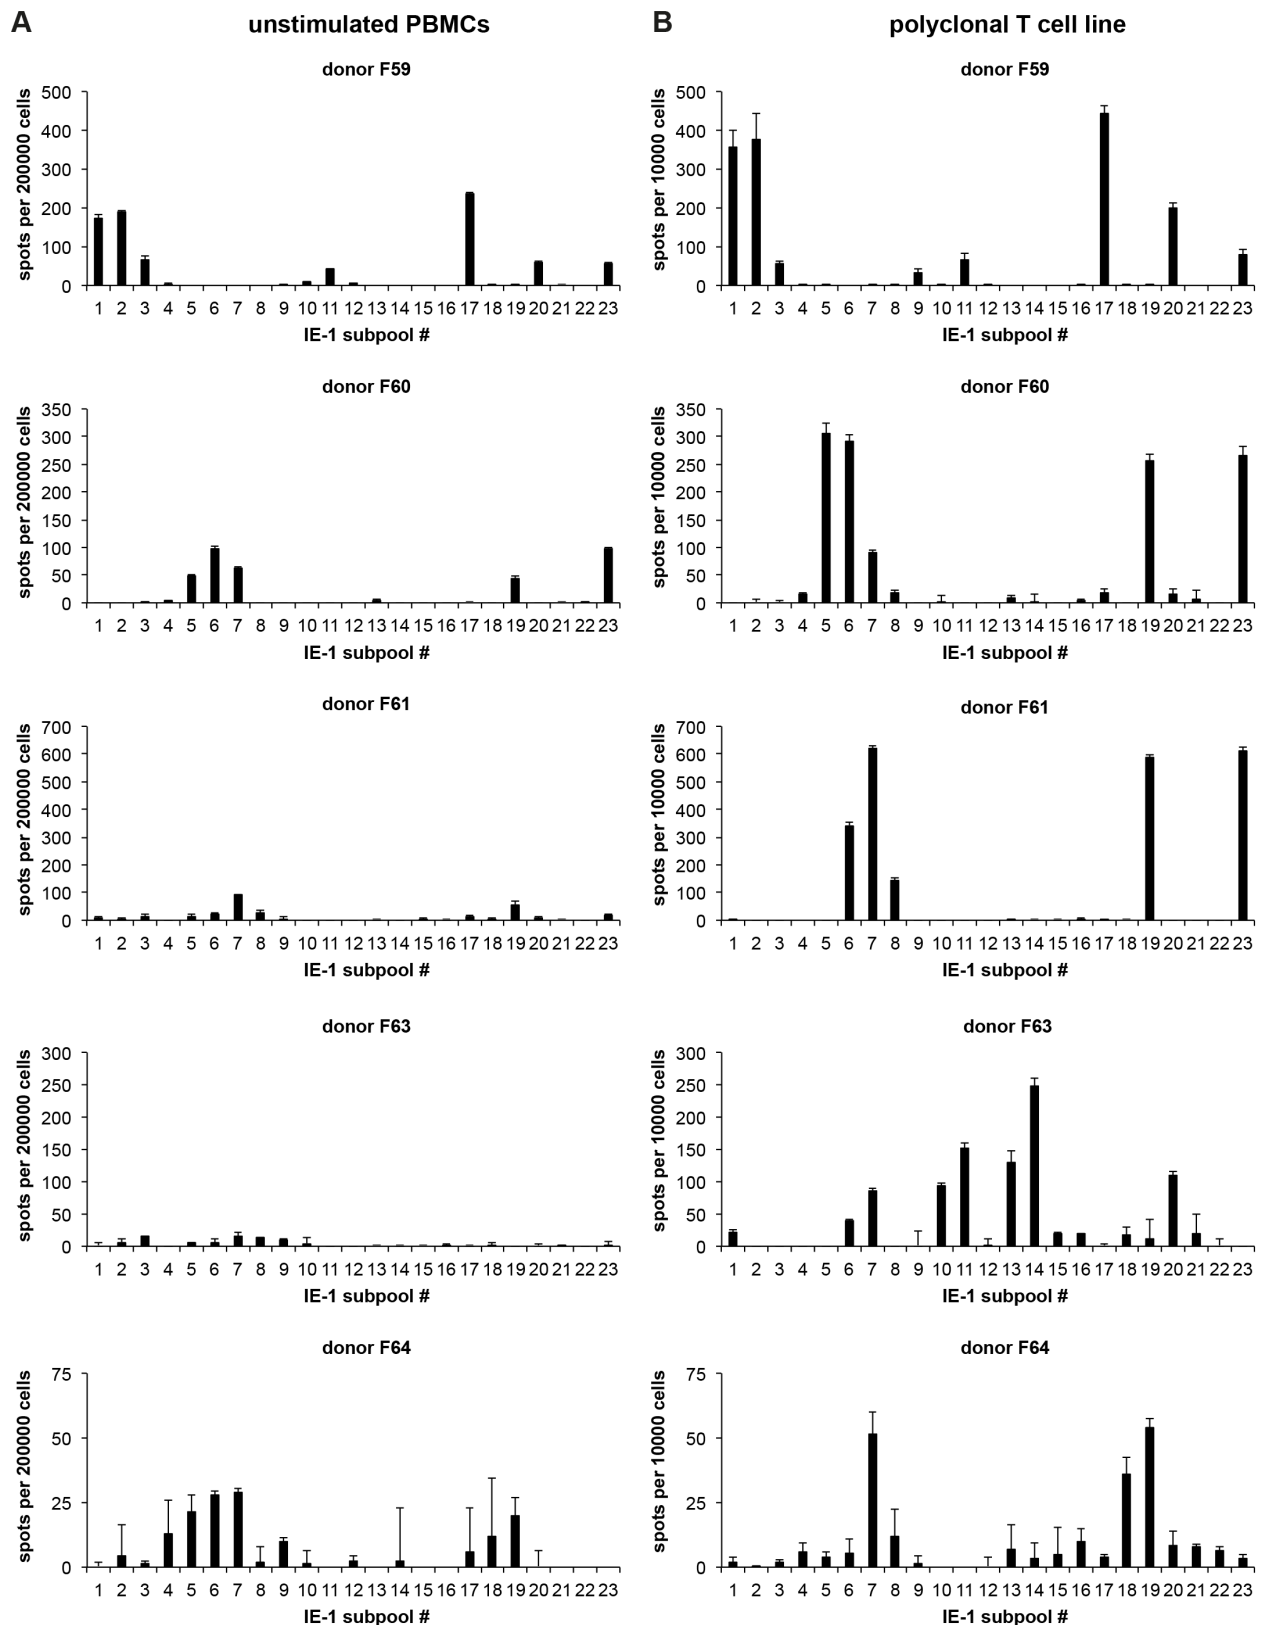 A unstimulated PBMCs
B polyclonal T cell line
donor F59
spots per 200000 cells
500
400
300
200
100
0
1 2 3 4 5 6 7 8 9 10 11 12 13 14 15 16 17 18 19 20 21 22 23
IE-1 subpool #
donor F59
spots per 10000 cells
500
400
300
200
100
0
1 2 3 4 5 6 7 8 9 10 11 12 13 14 15 16 17 18 19 20 21 22 23
IE-1 subpool #
donor F60
spots per 200000 cells
350
300
250
200
150
100
50
0
1 2 3 4 5 6 7 8 9 10 11 12 13 14 15 16 17 18 19 20 21 22 23
IE-1 subpool #
donor F60
spots per 10000 cells
350
300
250
200
150
100
50
0
1 2 3 4 5 6 7 8 9 10 11 12 13 14 15 16 17 18 19 20 21 22 23
IE-1 subpool #
donor F61
spots per 200000 cells
700
600
500
400
300
200
100
0
1 2 3 4 5 6 7 8 9 10 11 12 13 14 15 16 17 18 19 20 21 22 23
IE-1 subpool #
donor F61
spots per 10000 cells
700
600
500
400
300
200
100
0
1 2 3 4 5 6 7 8 9 10 11 12 13 14 15 16 17 18 19 20 21 22 23
IE-1 subpool #
donor F63
spots per 200000 cells
300
250
200
150
100
50
0
1 2 3 4 5 6 7 8 9 10 11 12 13 14 15 16 17 18 19 20 21 22 23
IE-1 subpool #
donor F63
spots per 10000 cells
300
250
200
150
100
50
0
1 2 3 4 5 6 7 8 9 10 11 12 13 14 15 16 17 18 19 20 21 22 23
IE-1 subpool #
donor F64
spots per 200000 cells
75
50
25
0
1 2 3 4 5 6 7 8 9 10 11 12 13 14 15 16 17 18 19 20 21 22 23
IE-1 subpool #
donor F64
spots per 10000 cells
75
50
25
0
1 2 3 4 5 6 7 8 9 10 11 12 13 14 15 16 17 18 19 20 21 22 23
IE-1 subpool #